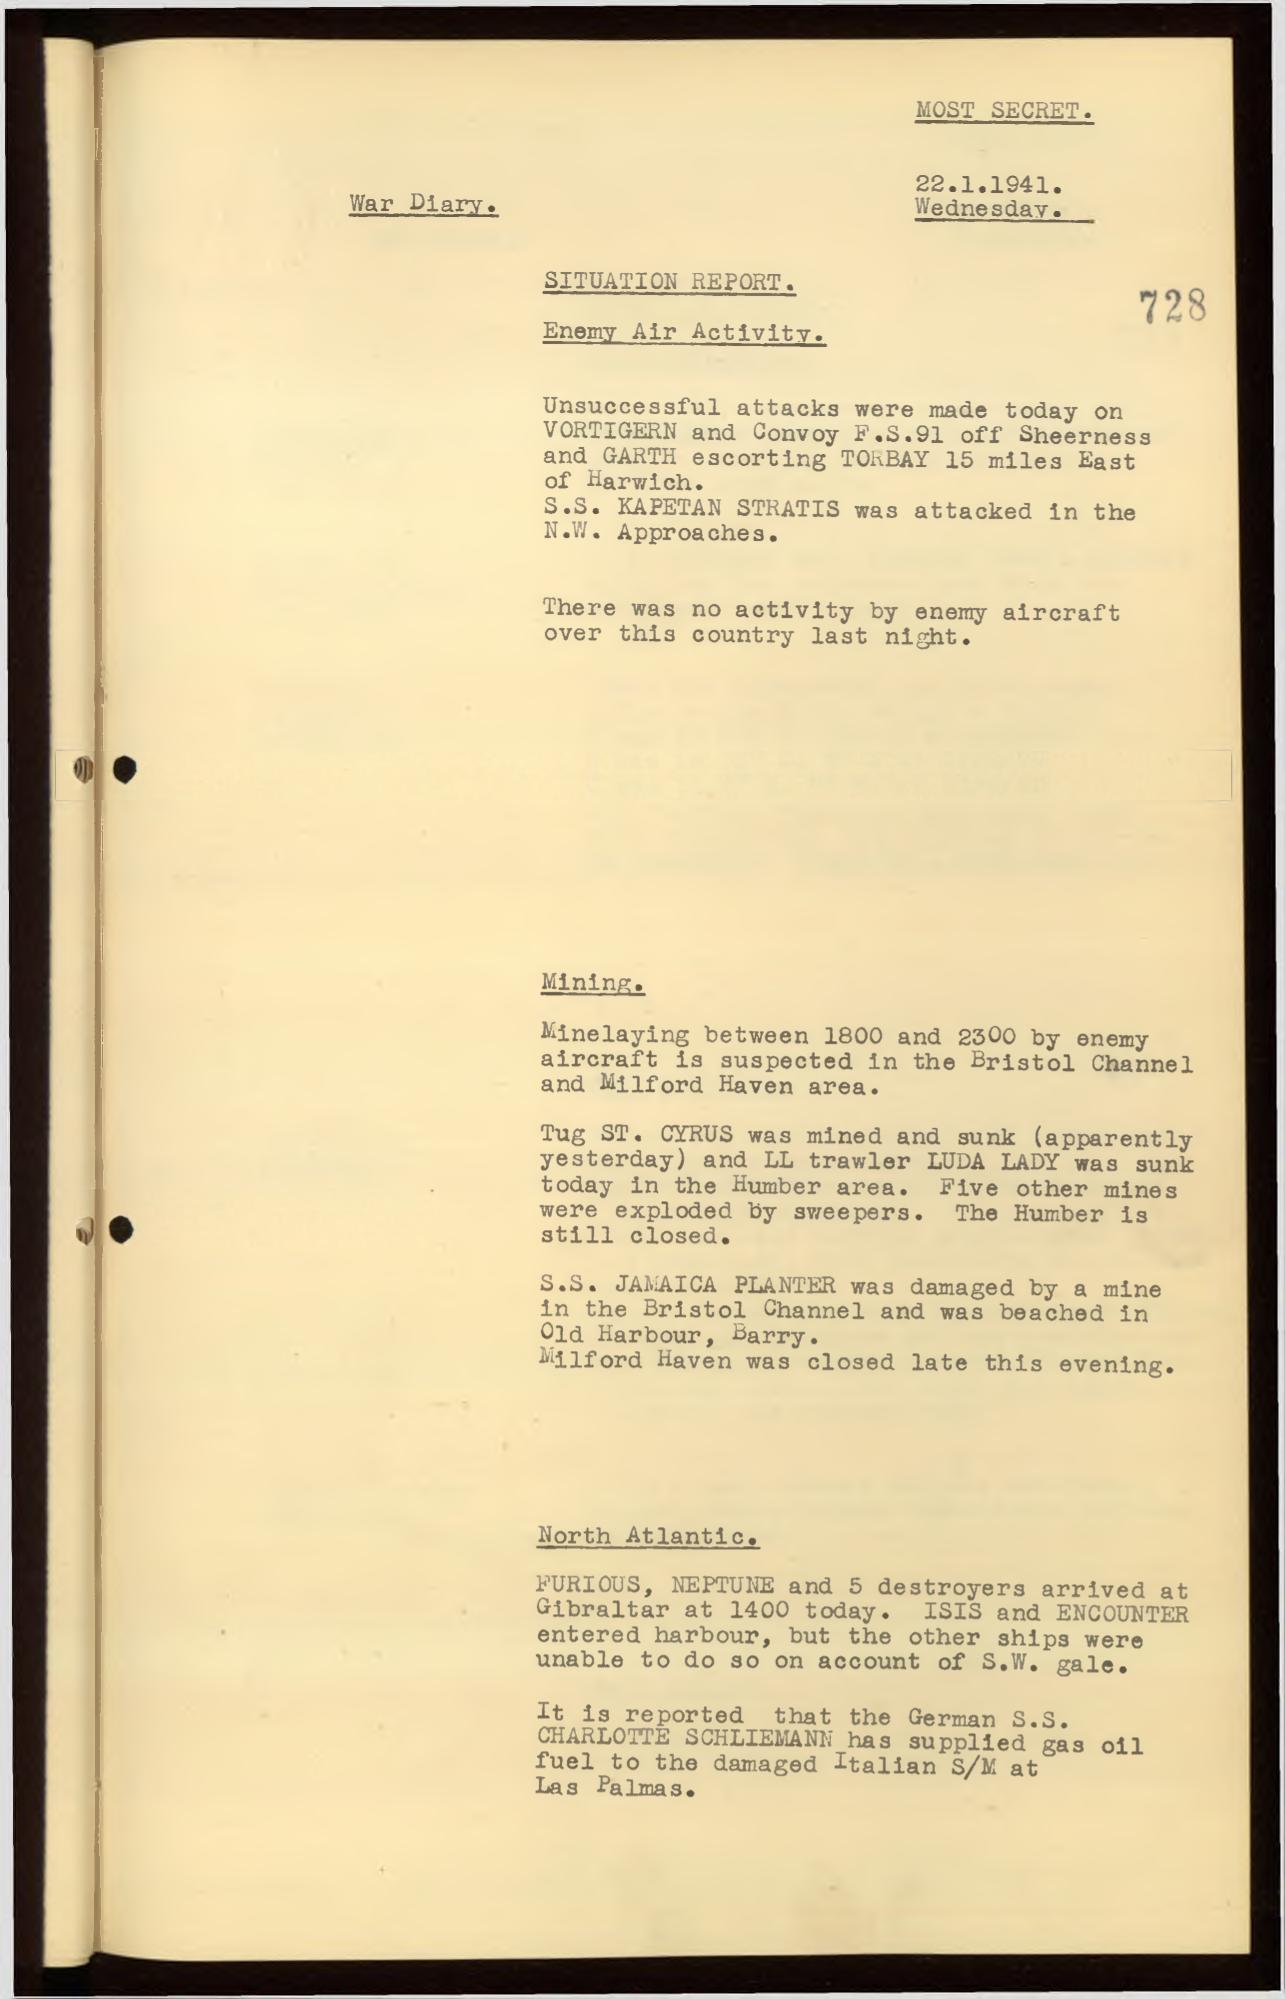 MOST SECRET.
22.1.1941.
War Diary.
Wednesday.
SITUATION REPORT.
728
Enemy Air Activity.
Unsuccessful attacks were made today on
VORTIGERN and Convoy F.S.91 off Sheerness
and GARTH escorting TORBAY 15 miles East
of Harwich.
S.S. KAPETAN STRATIS was attacked in the
N.W. Approaches.
There was no activity by enemy aircraft
over this country last night.
Mining.
Minelaying between 1800 and 2300 by enemy
aircraft is suspected in the Bristol Channel
and Milford Haven area.
Tug ST. CYRUS was mined and sunk (apparently
yesterday) and LL trawler LUDA LADY was sunk
today in the Humber area.  Five other mines
were exploded by sweepers.  The Humber is
still closed.
S.S. JAMAICA PLANTER was damaged by a mine
in the Bristol Channel and was beached in
Old Harbour, Barry.
Milford Haven was closed late this evening.
North Atlantic.
FURIOUS, NEPTUNE and 5 destroyers arrived at
Gibraltar at 1400 today.  ISIS and ENCOUNTER
entered harbour, but the other ships were
unable to do so on account of S.W. gale.
It is reported  that the German S.S.
CHARLOTTE SCHLIEMANN has supplied gas oil
fuel to the damaged Italian S/M at
Las Palmas.